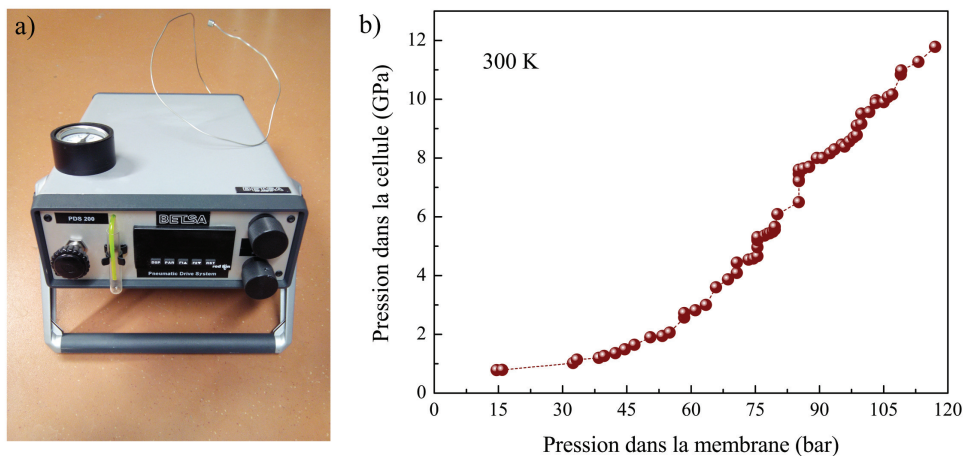 a)
PDS 200
BETSA
BETSA
Pneumatic Drive System
b)
300 K
Pression dans la cellule (GPa)
12
10
8
6
4
2
0
0 15 30 45 60 75 90 105 120
Pression dans la membrane (bar)